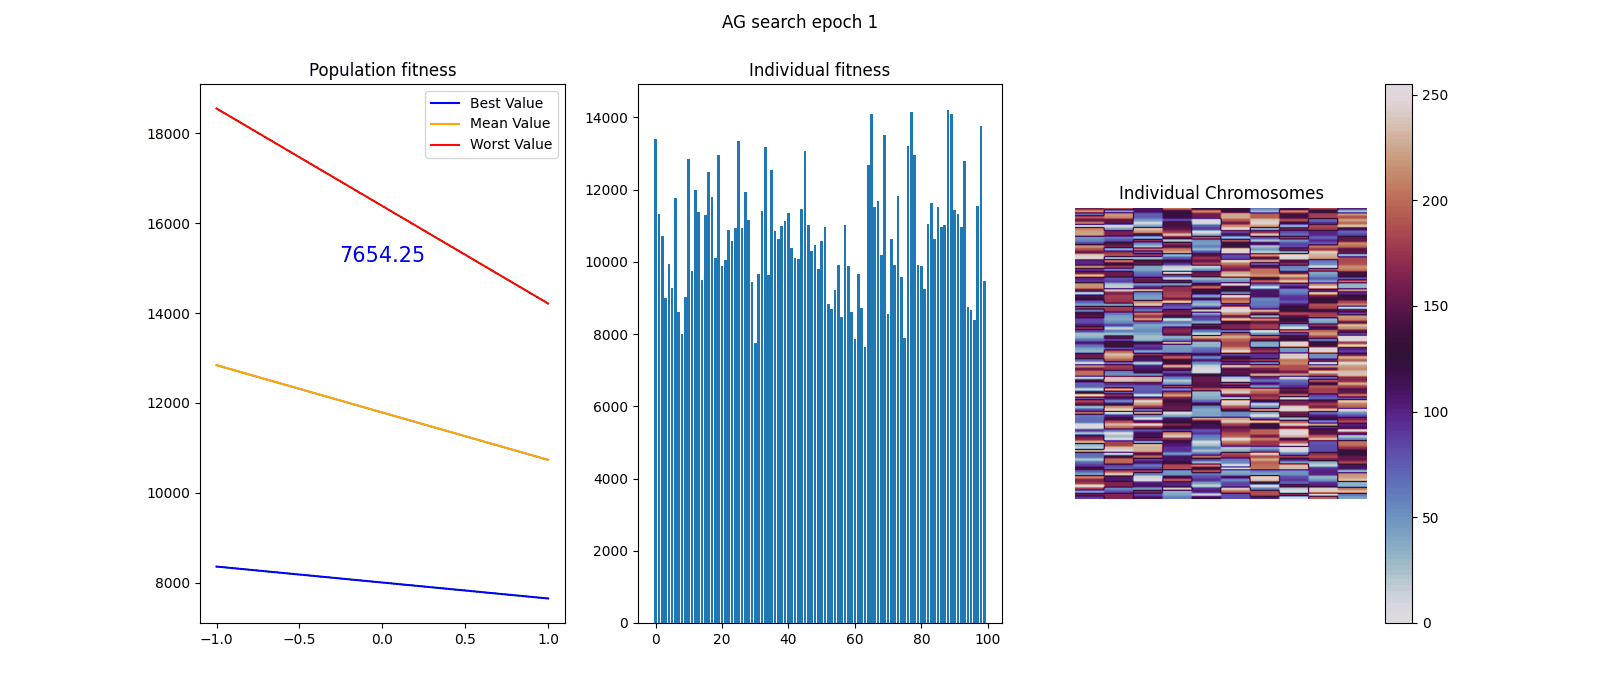 AG search epoch 1
Population fitness
Best Value
Mean Value
Worst Value
7654.25
18000
16000
14000
12000
10000
8000
−1.0 −0.5 0.0 0.5 1.0
Individual fitness
14000
12000
10000
8000
6000
4000
2000
0
0 20 40 60 80 100
Individual Chromosomes
250
200
150
100
50
0